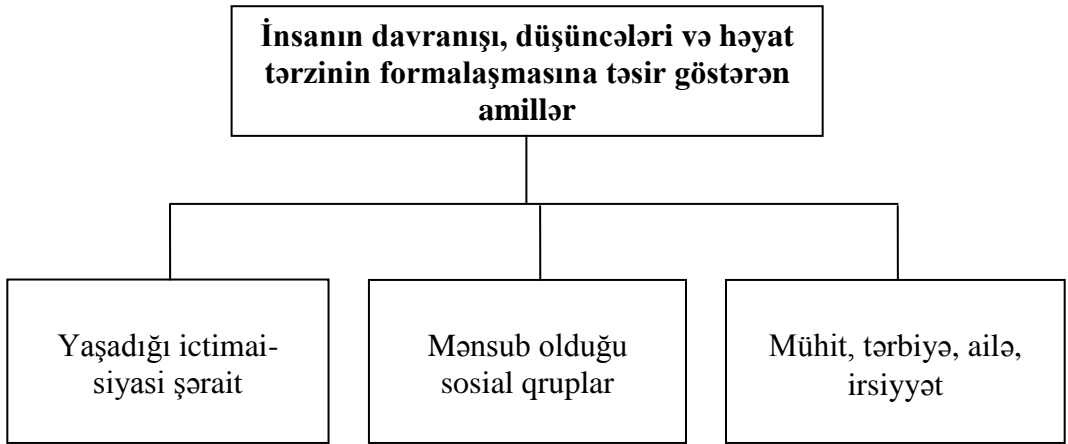 İnsanın davranışı, düşüncələri və həyat
tərzinin formalaşmasına təsir göstərən
amillər
Yaşadığı ictimai-
siyasi şərait
Mənsub olduğu
sosial qruplar
Mühit, tərbiyə, ailə,
irsiyyət